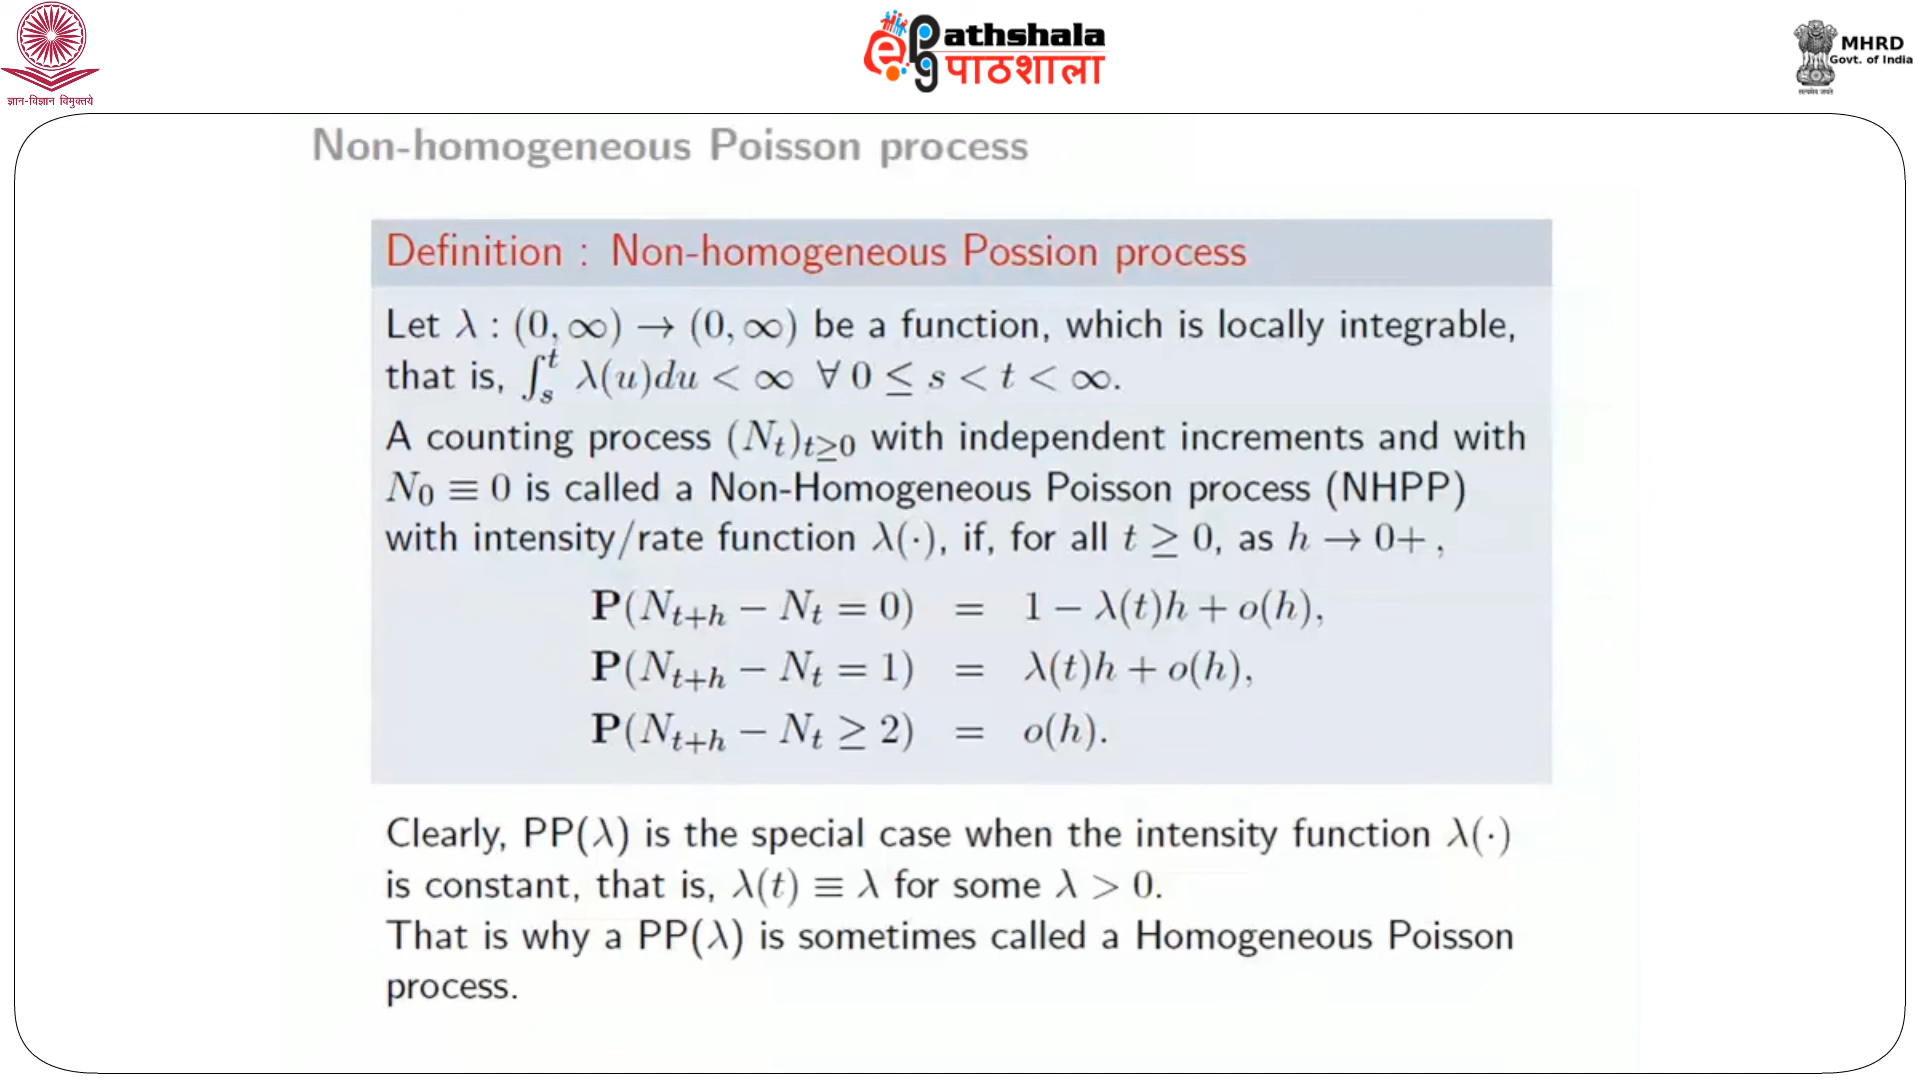 ज्ञान-विज्ञान विमुक्तये
ePathshala
पाठशाला
MHRD
Govt. of India
सत्यमेव जयते
Non-homogeneous Poisson process
Definition : Non-homogeneous Possion process
Let λ : (0, ∞) → (0, ∞) be a function, which is locally integrable,
that is, ∫_s^t λ(u)du < ∞ ∀ 0 ≤ s < t < ∞.
A counting process (N_t)_{t≥0} with independent increments and with
N_0 ≡ 0 is called a Non-Homogeneous Poisson process (NHPP)
with intensity/rate function λ(·), if, for all t ≥ 0, as h → 0+ ,
P(N_{t+h} − N_t = 0) = 1 − λ(t)h + o(h),
P(N_{t+h} − N_t = 1) = λ(t)h + o(h),
P(N_{t+h} − N_t ≥ 2) = o(h).
Clearly, PP(λ) is the special case when the intensity function λ(·)
is constant, that is, λ(t) ≡ λ for some λ > 0.
That is why a PP(λ) is sometimes called a Homogeneous Poisson
process.